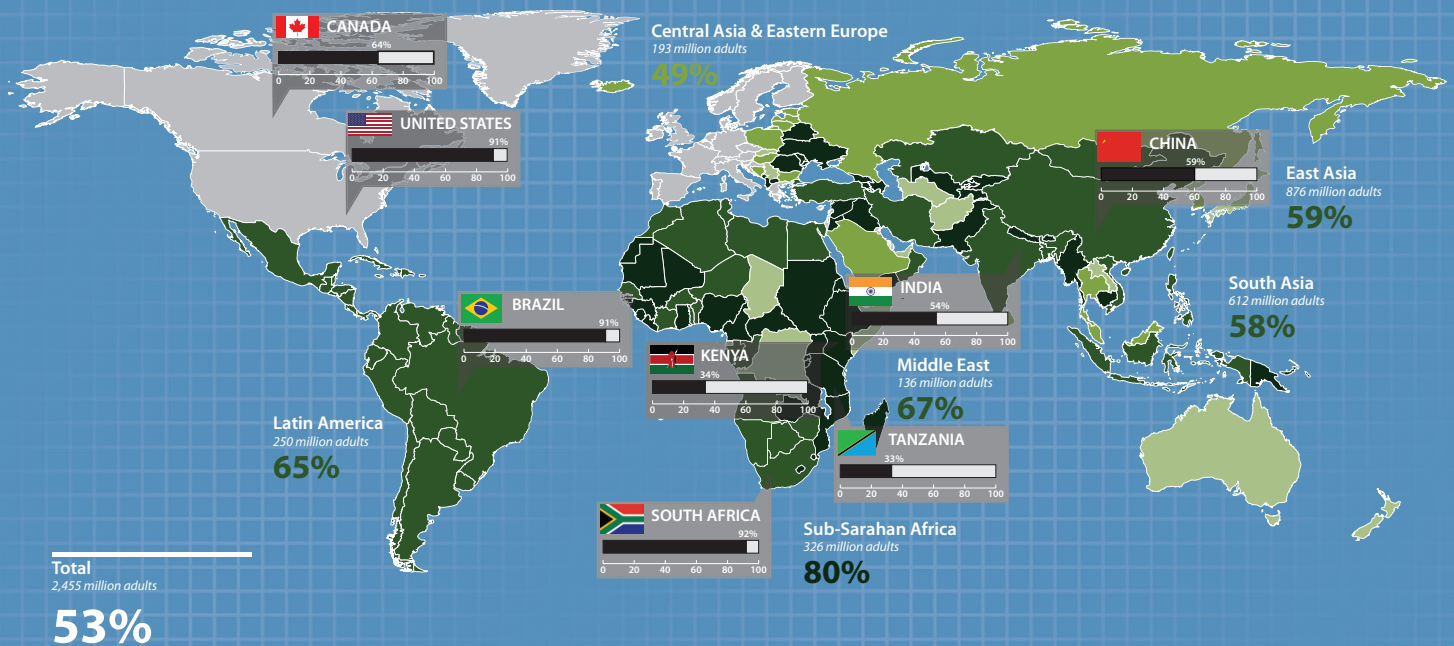 CANADA
64%
0 20 40 60 80 100
UNITED STATES
91%
0 20 40 60 80 100
Central Asia & Eastern Europe
193 million adults
49%
CHINA
59%
0 20 40 60 80 100
East Asia
876 million adults
59%
BRAZIL
91%
0 20 40 60 80 100
INDIA
54%
0 20 40 60 80 100
South Asia
612 million adults
58%
KENYA
34%
0 20 40 60 80 100
Middle East
136 million adults
67%
Latin America
250 million adults
65%
TANZANIA
33%
0 20 40 60 80 100
SOUTH AFRICA
92%
0 20 40 60 80 100
Sub-Sarahan Africa
326 million adults
80%
Total
2,455 million adults
53%